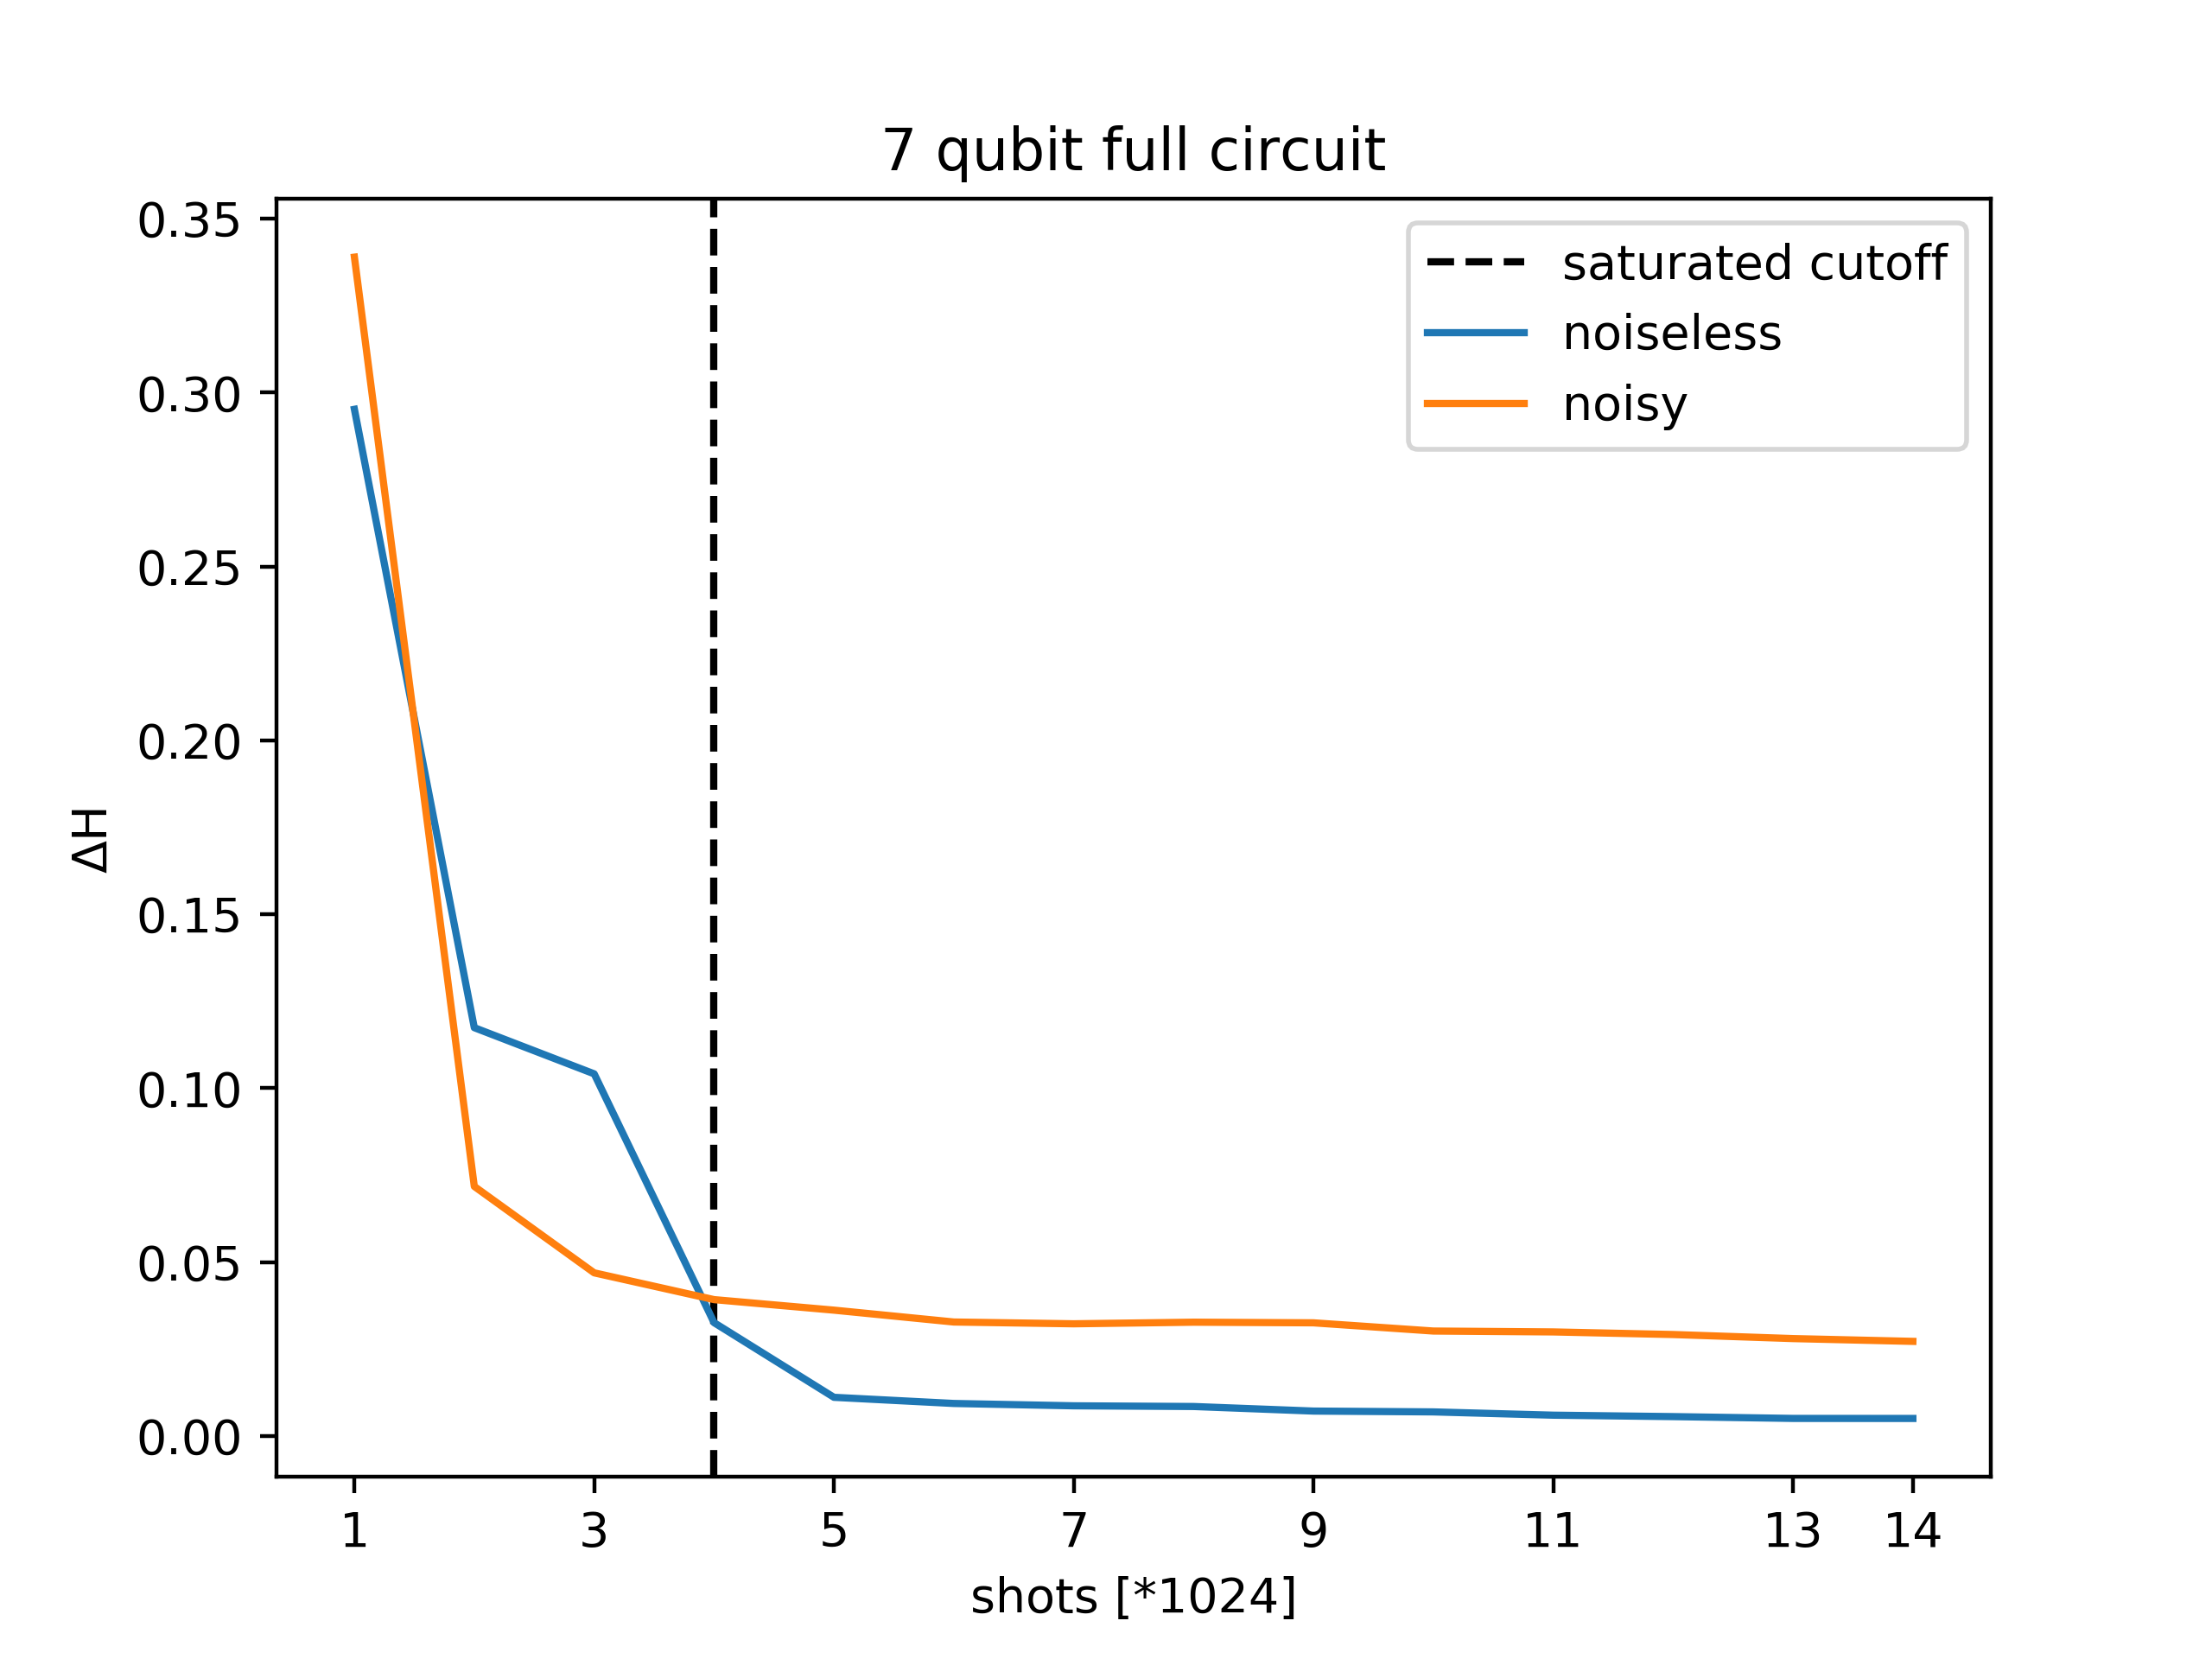 7 qubit full circuit
saturated cutoff
noiseless
noisy
ΔH
0.35
0.30
0.25
0.20
0.15
0.10
0.05
0.00
1 3 5 7 9 11 13 14
shots [*1024]